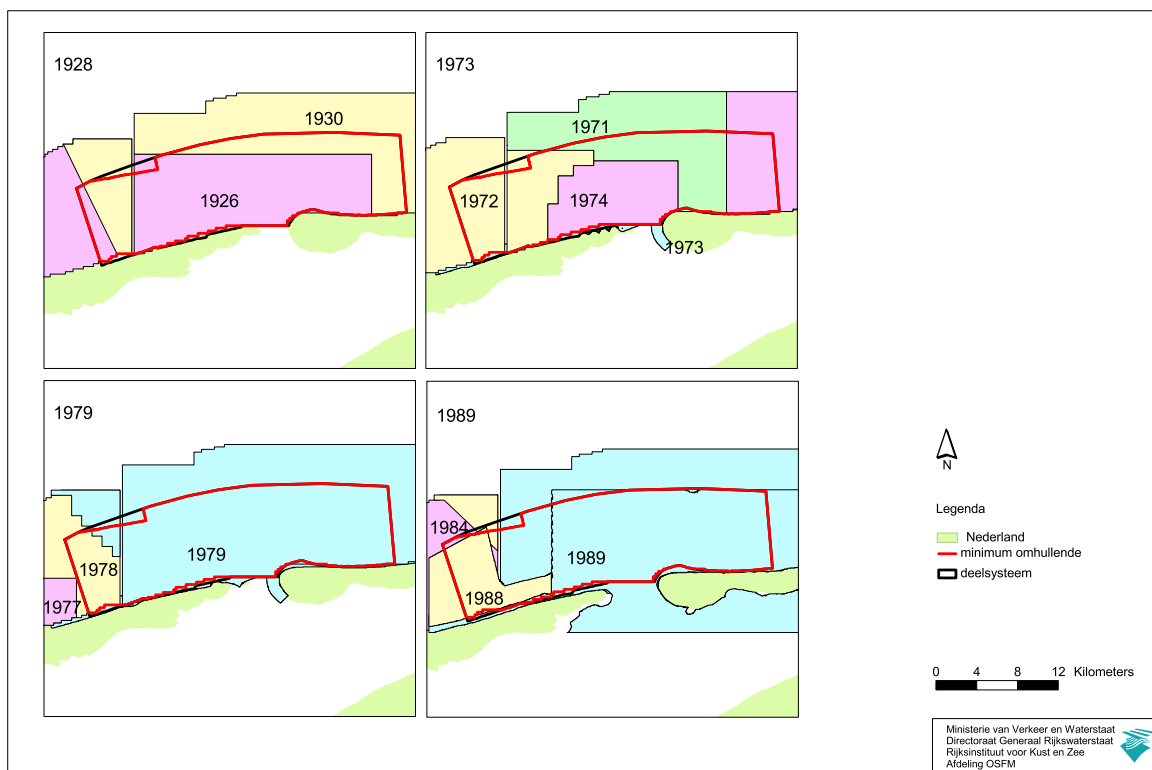 1928
1930
1926
1973
1971
1972
1974
1973
1979
1979
1978
1977
1989
1984
1989
1988
N
Legenda
Nederland
minimum omhullende
deelsysteem
0 4 8 12 Kilometers
Ministerie van Verkeer en Waterstaat
Directoraat Generaal Rijkswaterstaat
Rijksinstituut voor Kust en Zee
Afdeling OSFM